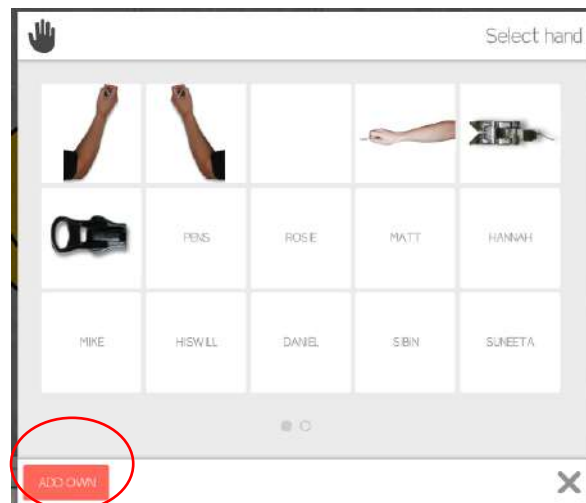 Select hand
PENS ROSIE MATT HANNAH
MIKE HISWILL DANIEL SIBIN SUNEETA
ADD OWN